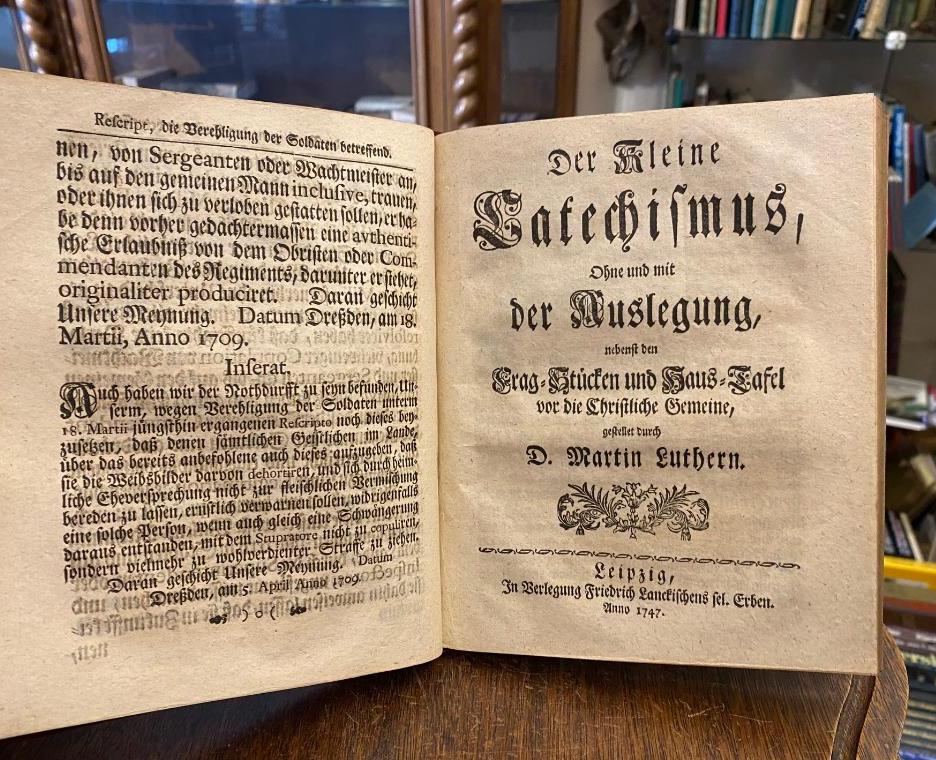 Reſcript, die Verehligung der Soldaten betreffend.
nen, von Sergeanten oder Wachtmeiſter an,
bis auf den gemeinen Mann incluſive, trauen,
oder ihnen ſich zu verloben geſtatten ſollen, er ha-
be denn vorher gedachtermaſſen eine avthenti-
ſche Erlaubniß von dem Obriſten oder Com-
mendanten des Regiments, darunter er ſtehet,
originaliter produciret. Daran geſchicht
Unſere Meynung. Datum Dreßden, am 18.
Martii, Anno 1709.
Inſerat.
Auch haben wir der Nothdurfft zu ſeyn befunden, Un-
ſerm, wegen Verehligung der Soldaten unterm
18. Martii jüngſthin ergangenen Reſcripto noch dieſes bey-
zuſetzen, daß denen ſämtlichen Geiſtlichen im Lande,
über das bereits anbefohlene auch dieſes aufzugeben, daß
ſie die Weibsbilder darvon dehortiren, und ſich durch heim-
liche Eheverſprechung nicht zur fleiſchlichen Vermiſchung
bereden zu laſſen, ernſtlich verwarnen ſollen, widrigenfalls
eine ſolche Perſon, wenn auch gleich eine Schwängerung
daraus entſtanden, mit dem Stupratore nicht zu copuliren,
ſondern vielmehr zu wohlverdienter Straffe zu ziehen.
Daran geſchicht Unſere Meynung. Datum
Dreßden, am 5. April Anno 1709.
Der Kleine
Catechiſmus,
Ohne und mit
der Auslegung,
nebenſt den
Frag-Stücken und Haus-Tafel
vor die Chriſtliche Gemeine,
geſtellet durch
D. Martin Luthern.
Leipzig,
In Verlegung Friedrich Lanckiſchens ſel. Erben.
Anno 1747.